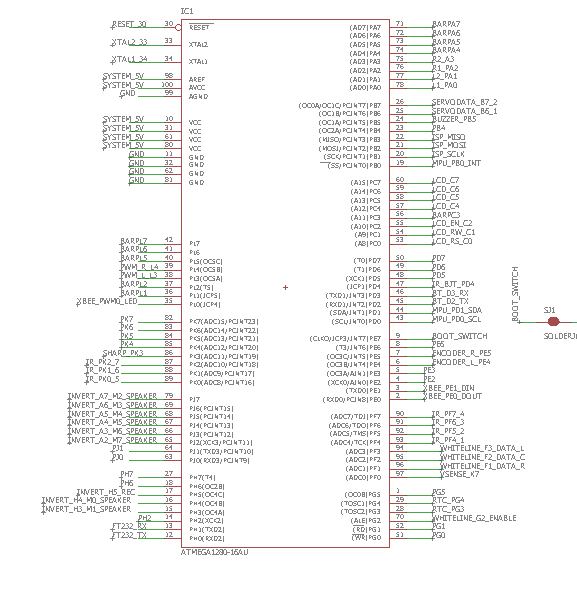 IC1
RESET_30 30 RESET
XTAL2_33 33 XTAL2
XTAL1_34 34 XTAL1
SYSTEM_5V 98 AREF
SYSTEM_5V 100 AVCC
GND 99 AGND
SYSTEM_5V 10 VCC
SYSTEM_5V 31 VCC
SYSTEM_5V 61 VCC
SYSTEM_5V 80 VCC
GND 11 GND
GND 32 GND
GND 62 GND
GND 81 GND
BARPL7 42 PL7
BARPL6 41 PL6
BARPL5 40 PL5(OC5C)
PWM_R_L4 39 PL4(OC5B)
PWM_L_L3 38 PL3(OC5A)
BARPL2 37 PL2(T5)
BARPL1 36 PL1(ICP5)
XBEE_PWM0_LED 35 PL0(ICP4)
PK7 82 PK7(ADC15/PCINT23)
PK6 83 PK6(ADC14/PCINT22)
PK5 84 PK5(ADC13/PCINT21)
PK4 85 PK4(ADC12/PCINT20)
SHARP_PK3 86 PK3(ADC11/PCINT19)
IR_PK2_7 87 PK2(ADC10/PCINT18)
IR_PK1_6 88 PK1(ADC9/PCINT17)
IR_PK0_5 89 PK0(ADC8/PCINT16)
INVERT_A7_M2_SPEAKER 79 PJ7
INVERT_A6_M3_SPEAKER 69 PJ6(PCINT15)
INVERT_A5_M4_SPEAKER 68 PJ5(PCINT14)
INVERT_A4_M5_SPEAKER 67 PJ4(PCINT13)
INVERT_A3_M6_SPEAKER 66 PJ3(PCINT12)
INVERT_A2_M7_SPEAKER 65 PJ2(XCK3/PCINT11)
PJ1 64 PJ1(TXD3/PCINT10)
PJ0 63 PJ0(RXD3/PCINT9)
PH7 27 PH7(T4)
PH6 18 PH6(OC2B)
INVERT_H5_REC 17 PH5(OC4C)
INVERT_H4_M0_SPEAKER 16 PH4(OC4B)
INVERT_H3_M1_SPEAKER 15 PH3(OC4A)
PH2 14 PH2(XCK2)
FT232_RX 13 PH1(TXD2)
FT232_TX 12 PH0(RXD2)
ATMEGA1280-16AU
(AD7)PA7 71 BARPA7
(AD6)PA6 72 BARPA6
(AD5)PA5 73 BARPA5
(AD4)PA4 74 BARPA4
(AD3)PA3 75 R2_A3
(AD2)PA2 76 R1_PA2
(AD1)PA1 77 L2_PA1
(AD0)PA0 78 L1_PA0
(OC0A/OC1C/PCINT7)PB7 26 SERVODATA_B7_2
(OC1B/PCINT6)PB6 25 SERVODATA_B6_1
(OC1A/PCINT5)PB5 24 BUZZER_PB5
(OC2A/PCINT4)PB4 23 PB4
(MISO/PCINT3)PB3 22 ISP_MISO
(MOSI/PCINT2)PB2 21 ISP_MOSI
(SCK/PCINT1)PB1 20 ISP_SCLK
(SS/PCINT0)PB0 19 MPU_PB0_INT
(A15)PC7 60 LCD_C7
(A14)PC6 59 LCD_C6
(A13)PC5 58 LCD_C5
(A12)PC4 57 LCD_C4
(A11)PC3 56 BARPC3
(A10)PC2 55 LCD_EN_C2
(A9)PC1 54 LCD_RW_C1
(A8)PC0 53 LCD_RS_C0
(T0)PD7 50 PD7
(T1)PD6 49 PD6
(XCK1)PD5 48 PD5
(ICP1)PD4 47 IR_BJT_PD4
(TXD1/INT3)PD3 46 BT_D3_RX
(RXD1/INT2)PD2 45 BT_D2_TX
(SDA/INT1)PD1 44 MPU_PD1_SDA
(SCL/INT0)PD0 43 MPU_PD0_SCL
(CLKO/ICP3/INT7)PE7 9 BOOT_SWITCH
(T3/INT6)PE6 8 PE6
(OC3C/INT5)PE5 7 ENCODER_R_PE5
(OC3B/INT4)PE4 6 ENCODER_L_PE4
(OC3A/AIN1)PE3 5 PE3
(XCK0/AIN0)PE2 4 PE2
(TXD0)PE1 3 XBEE_PE1_DIN
(RXD0/PCINT8)PE0 2 XBEE_PE0_DOUT
(ADC7/TDI)PF7 90 IR_PF7_4
(ADC6/TDO)PF6 91 IR_PF6_3
(ADC5/TMS)PF5 92 IR_PF5_2
(ADC4/TCK)PF4 93 IR_PF4_1
(ADC3)PF3 94 WHITELINE_F3_DATA_L
(ADC2)PF2 95 WHITELINE_F2_DATA_C
(ADC1)PF1 96 WHITELINE_F1_DATA_R
(ADC0)PF0 97 VSENSE_K7
(OC0B)PG5 1 PG5
(TOSC1)PG4 29 RTC_PG4
(TOSC2)PG3 28 RTC_PG3
(ALE)PG2 70 WHITELINE_G2_ENABLE
(RD)PG1 52 PG1
(WR)PG0 51 PG0
BOOT_SWITCH
SJ1